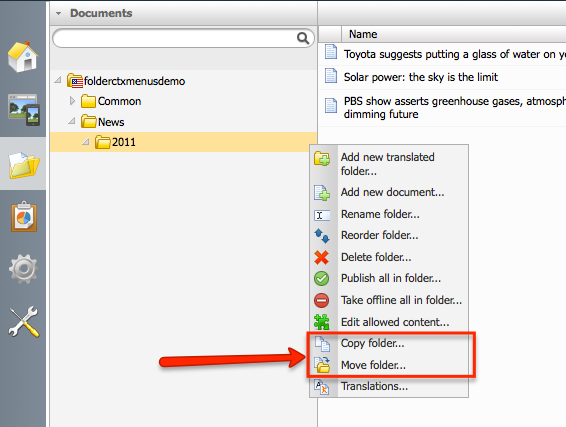 Documents
Name
Toyota suggests putting a glass of water on ye
Solar power: the sky is the limit
PBS show asserts greenhouse gases, atmosph
dimming future
folderctxmenusdemo
Common
News
2011
Add new translated
folder...
Add new document...
Rename folder...
Reorder folder...
Delete folder...
Publish all in folder...
Take offline all in folder...
Edit allowed content...
Copy folder...
Move folder...
Translations...